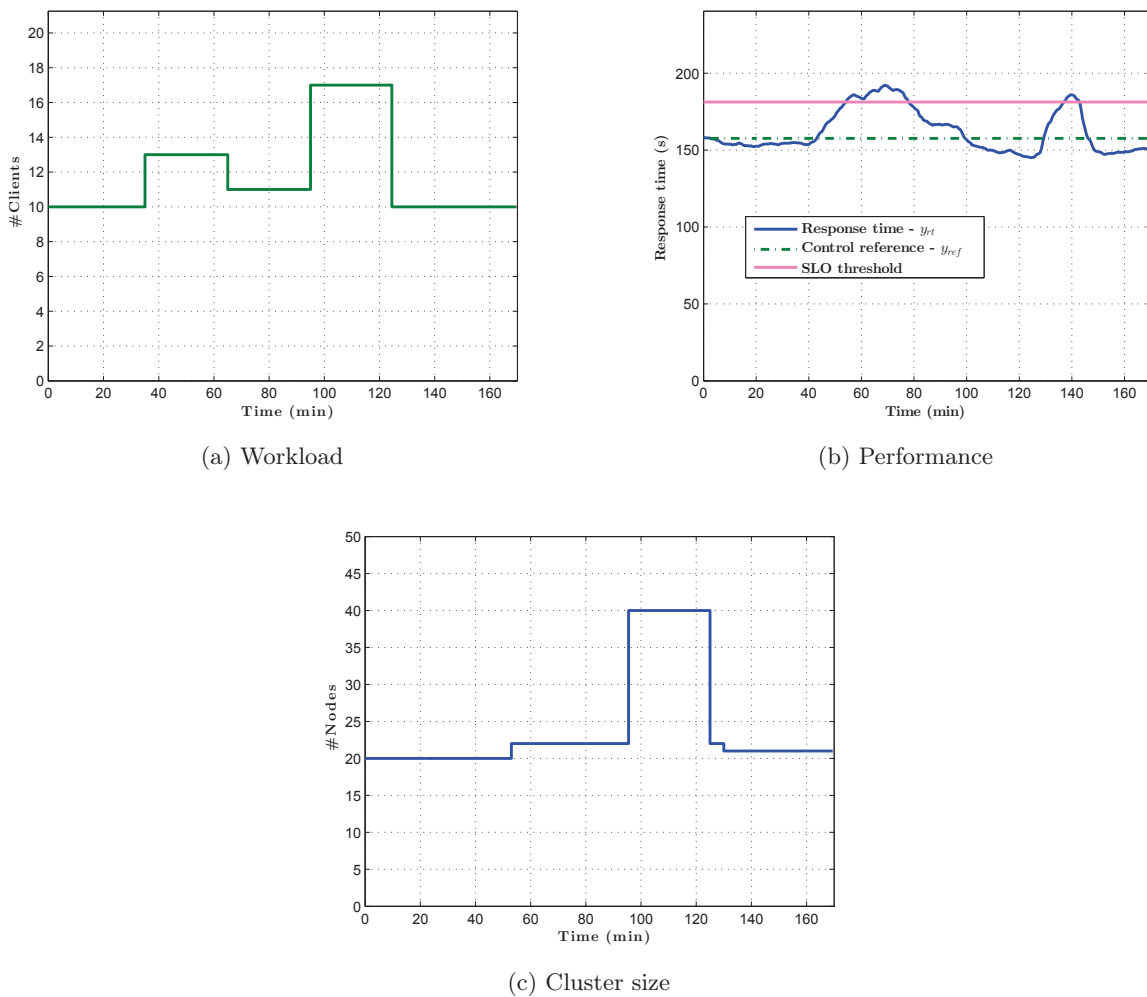 20
18
16
14
12
10
8
6
4
2
0
#Clients
0 20 40 60 80 100 120 140 160
Time (min)
(a) Workload
200
150
100
50
0
Response time (s)
Response time - y_rt
Control reference - y_ref
SLO threshold
0 20 40 60 80 100 120 140 160
Time (min)
(b) Performance
50
45
40
35
30
25
20
15
10
5
0
#Nodes
0 20 40 60 80 100 120 140 160
Time (min)
(c) Cluster size